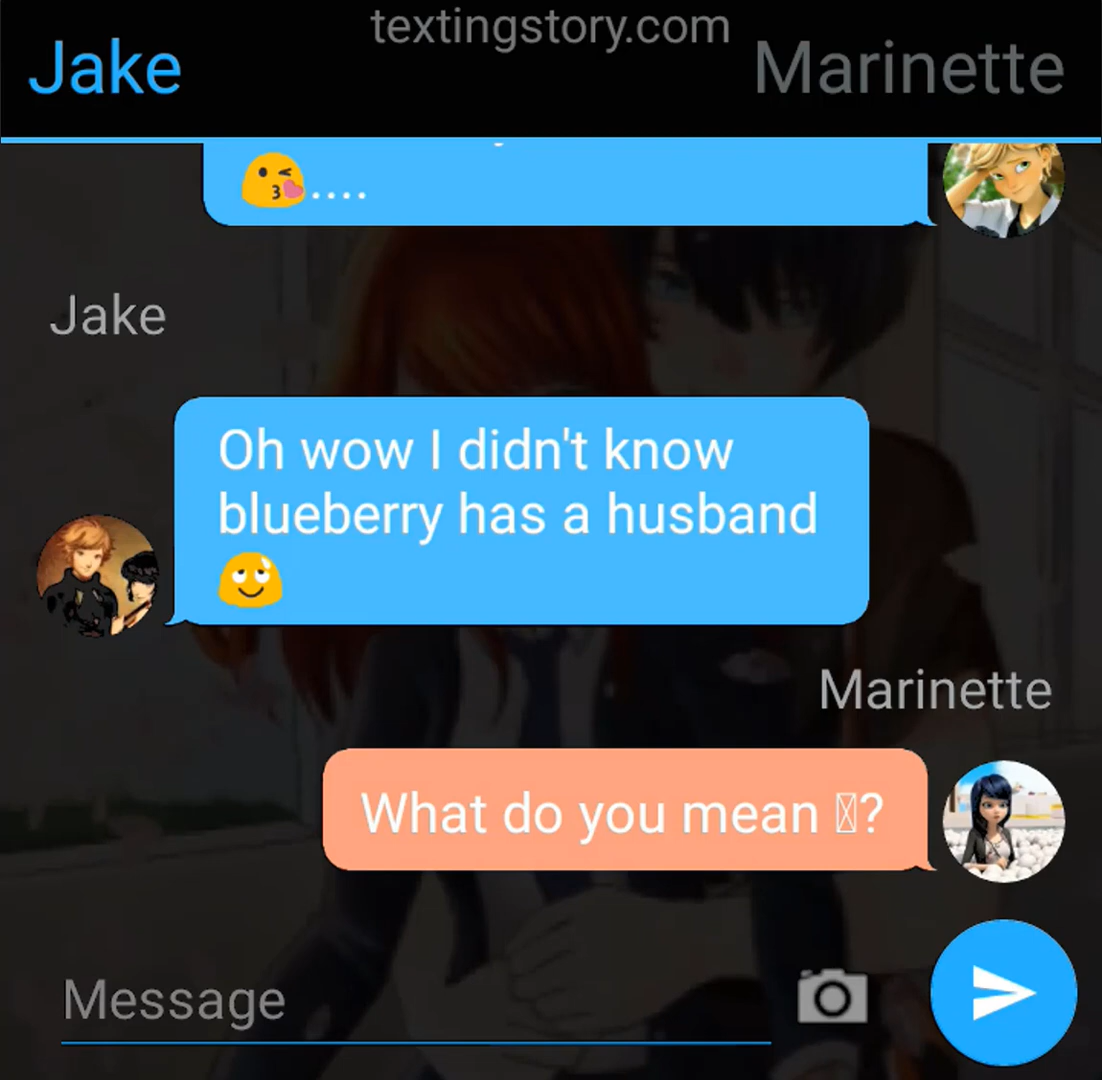 textingstory.com
Jake
Marinette
😘....
Jake
Oh wow I didn't know
blueberry has a husband
🙄
Marinette
What do you mean ?
Message